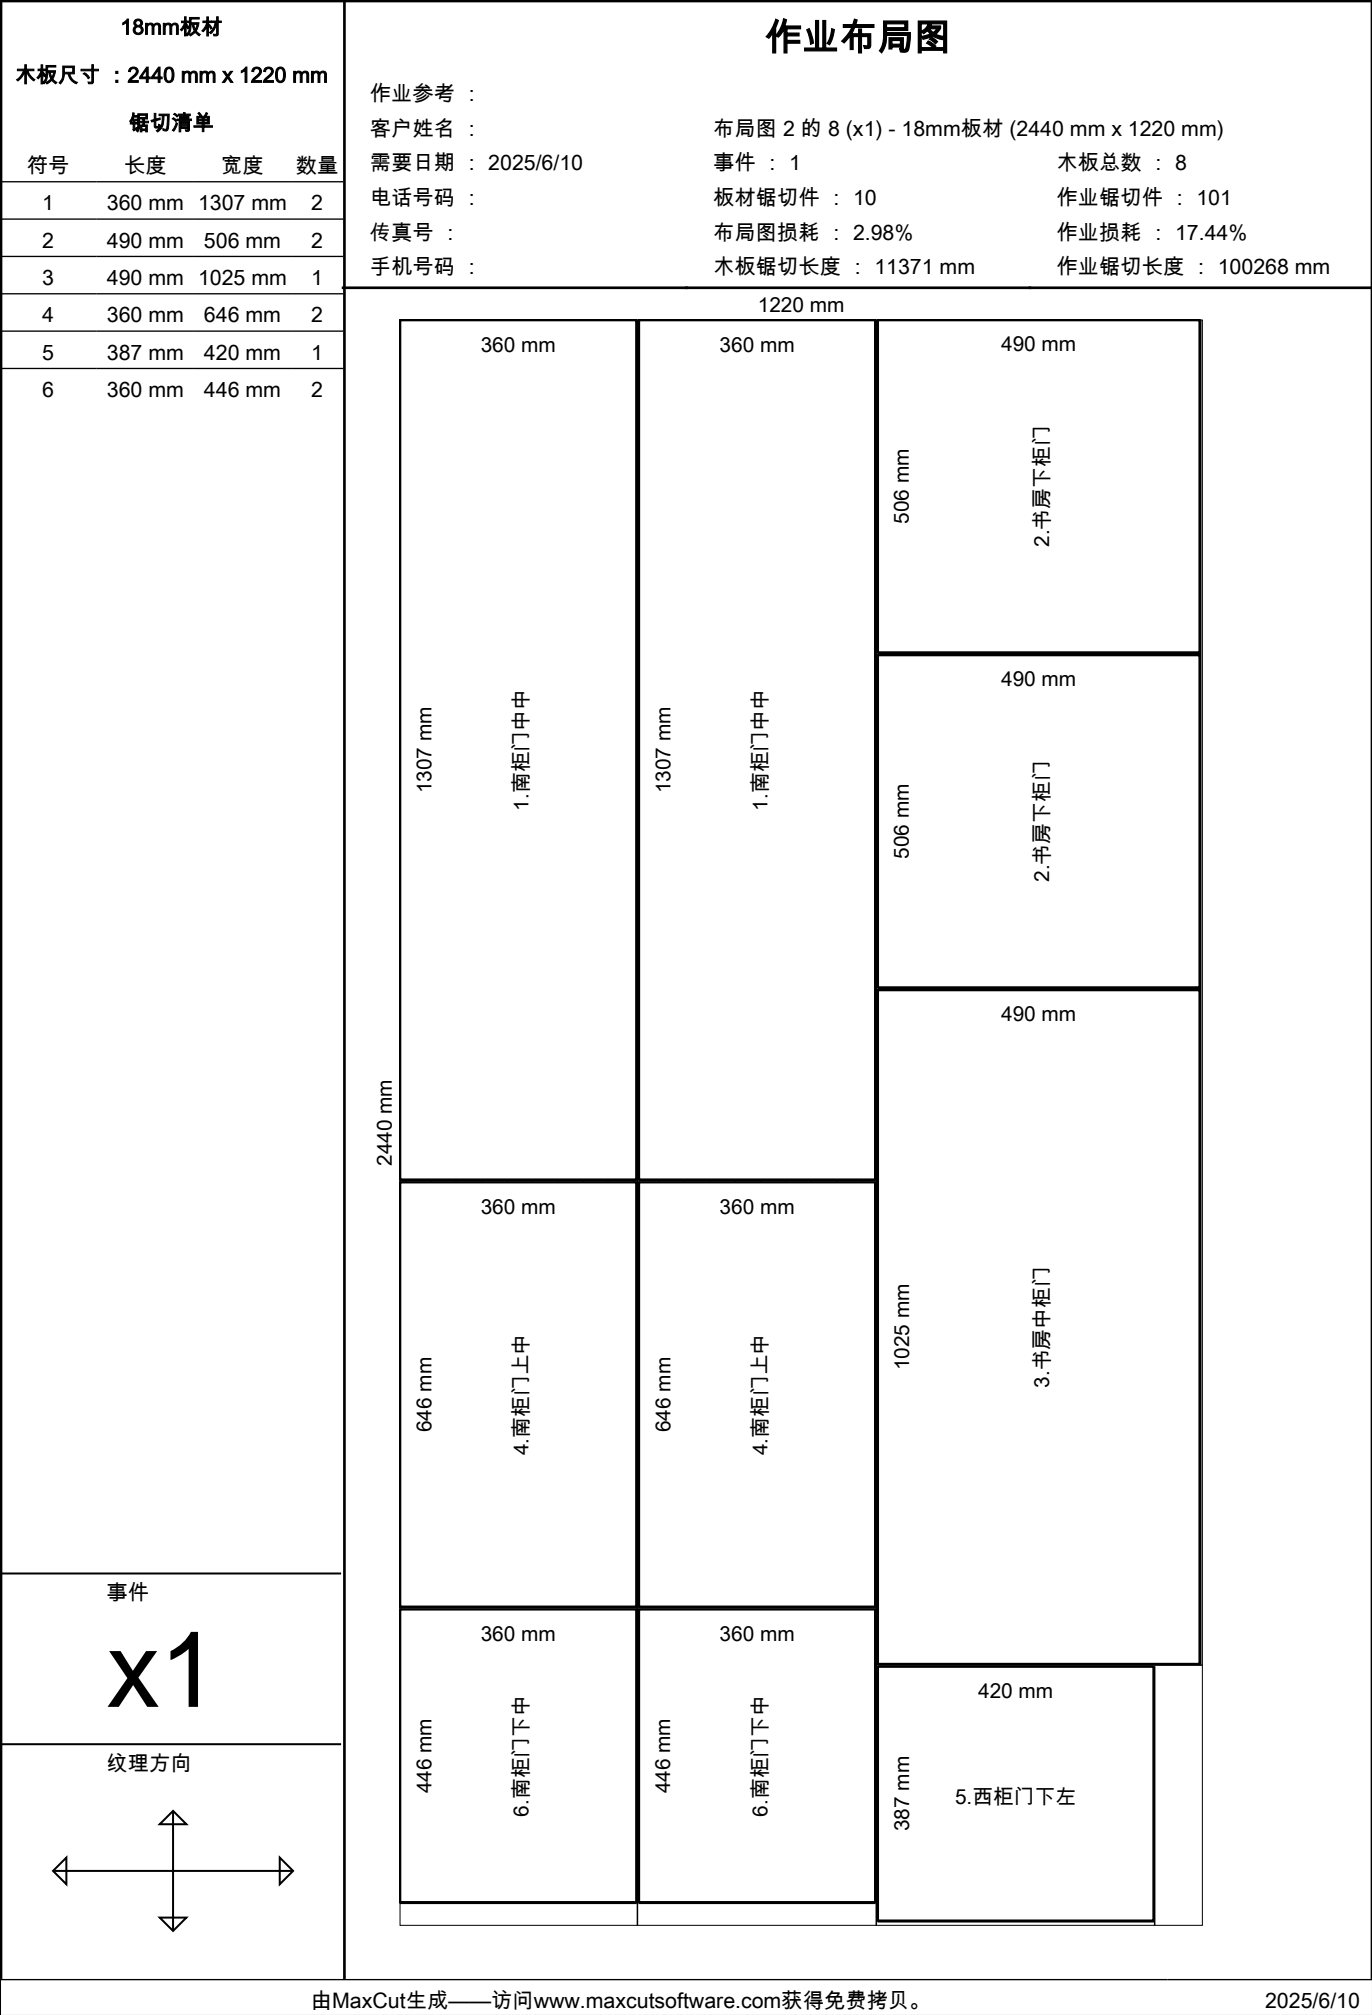 18mm板材
木板尺寸 : 2440 mm x 1220 mm
锯切清单
符号 长度 宽度 数量
1 360 mm 1307 mm 2
2 490 mm 506 mm 2
3 490 mm 1025 mm 1
4 360 mm 646 mm 2
5 387 mm 420 mm 1
6 360 mm 446 mm 2
事件
x1
纹理方向
作业布局图
作业参考 :
客户姓名 : 布局图 2 的 8 (x1) - 18mm板材 (2440 mm x 1220 mm)
需要日期 : 2025/6/10 事件 : 1 木板总数 : 8
电话号码 : 板材锯切件 : 10 作业锯切件 : 101
传真号 : 布局图损耗 : 2.98% 作业损耗 : 17.44%
手机号码 : 木板锯切长度 : 11371 mm 作业锯切长度 : 100268 mm
1220 mm
2440 mm
360 mm
1307 mm
1.南柜门中中
360 mm
1307 mm
1.南柜门中中
490 mm
506 mm
2.书房下柜门
490 mm
506 mm
2.书房下柜门
490 mm
1025 mm
3.书房中柜门
360 mm
646 mm
4.南柜门上中
360 mm
646 mm
4.南柜门上中
360 mm
446 mm
6.南柜门下中
360 mm
446 mm
6.南柜门下中
420 mm
387 mm
5.西柜门下左
由MaxCut生成——访问www.maxcutsoftware.com获得免费拷贝。 2025/6/10